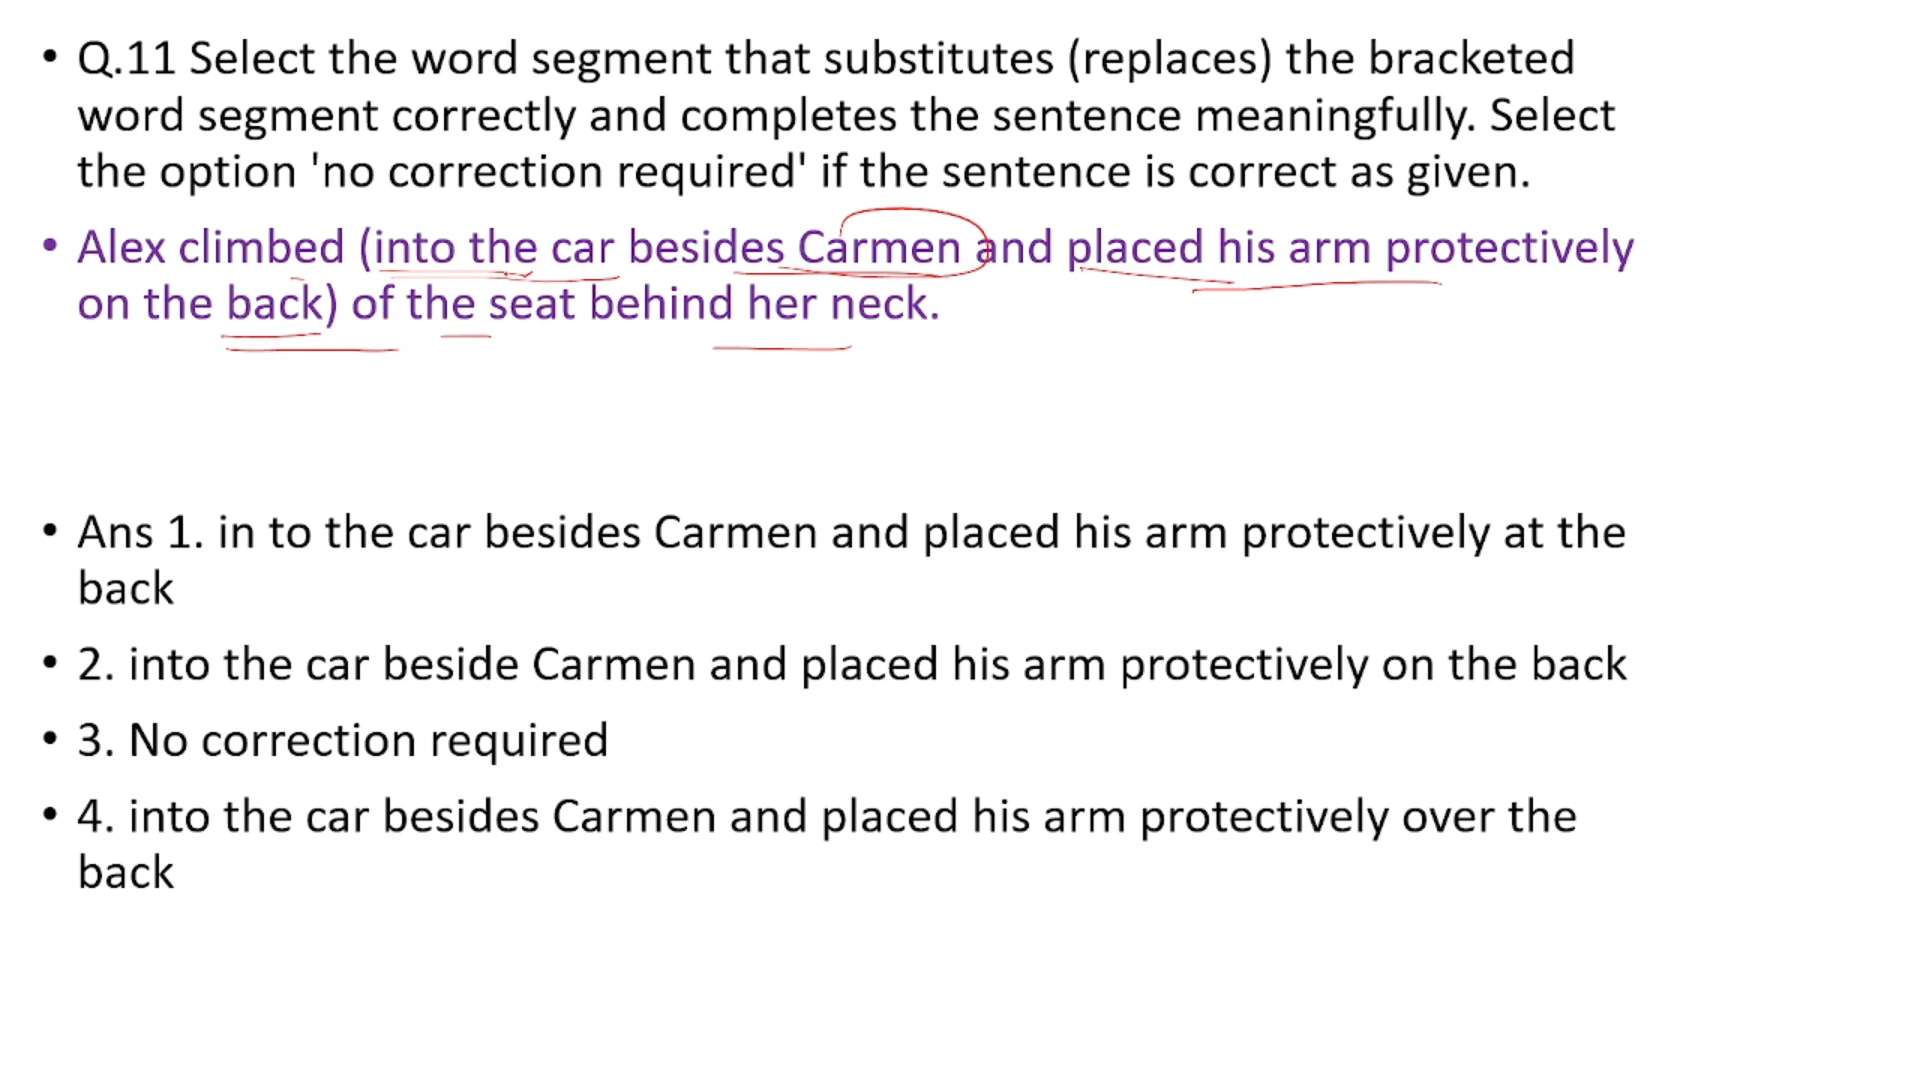 • Q.11 Select the word segment that substitutes (replaces) the bracketed
word segment correctly and completes the sentence meaningfully. Select
the option 'no correction required' if the sentence is correct as given.
• Alex climbed (into the car besides Carmen and placed his arm protectively
on the back) of the seat behind her neck.
• Ans 1. in to the car besides Carmen and placed his arm protectively at the
back
• 2. into the car beside Carmen and placed his arm protectively on the back
• 3. No correction required
• 4. into the car besides Carmen and placed his arm protectively over the
back